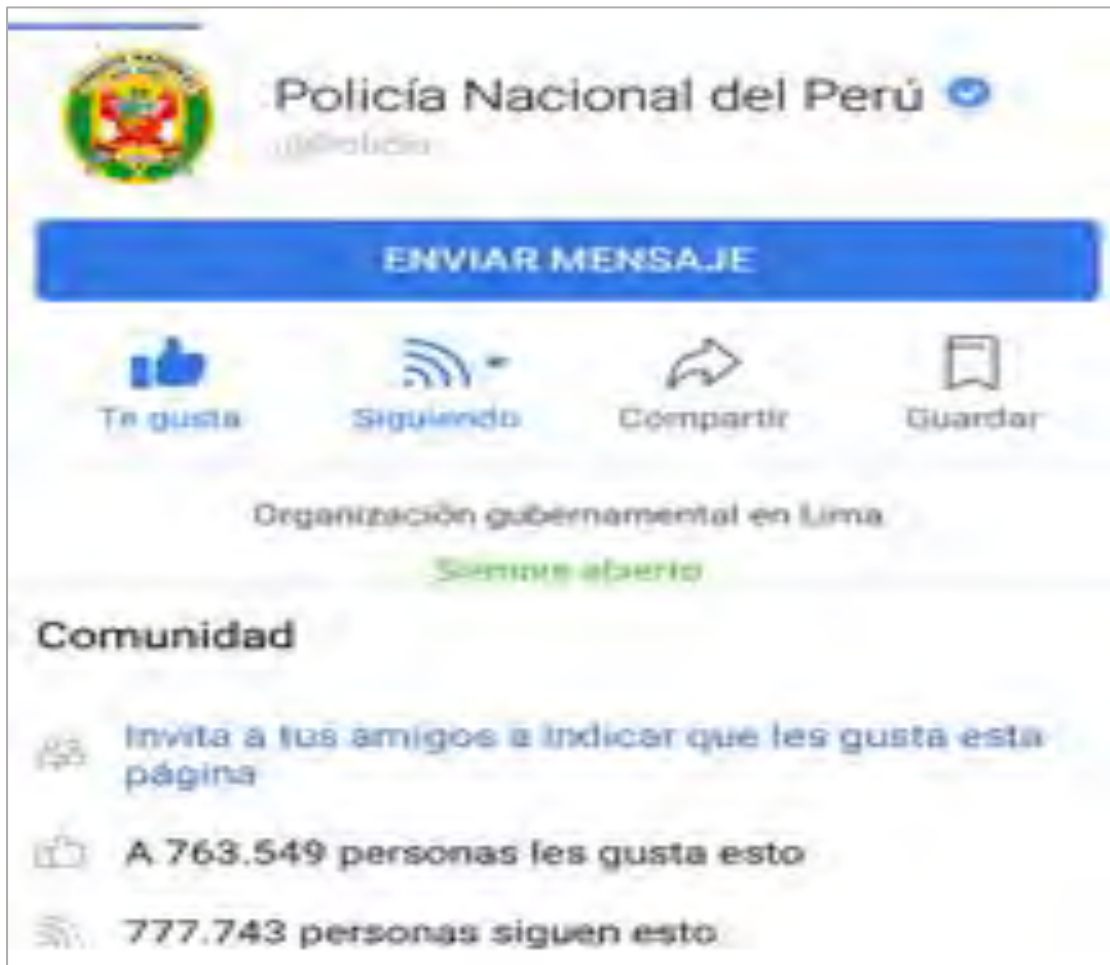 Policía Nacional del Perú
ENVIAR MENSAJE
Te gusta
Siguiendo
Compartir
Guardar
Organización gubernamental en Lima
Siempre abierto
Comunidad
Invita a tus amigos a indicar que les gusta esta
página
A 763.549 personas les gusta esto
777.743 personas siguen esto